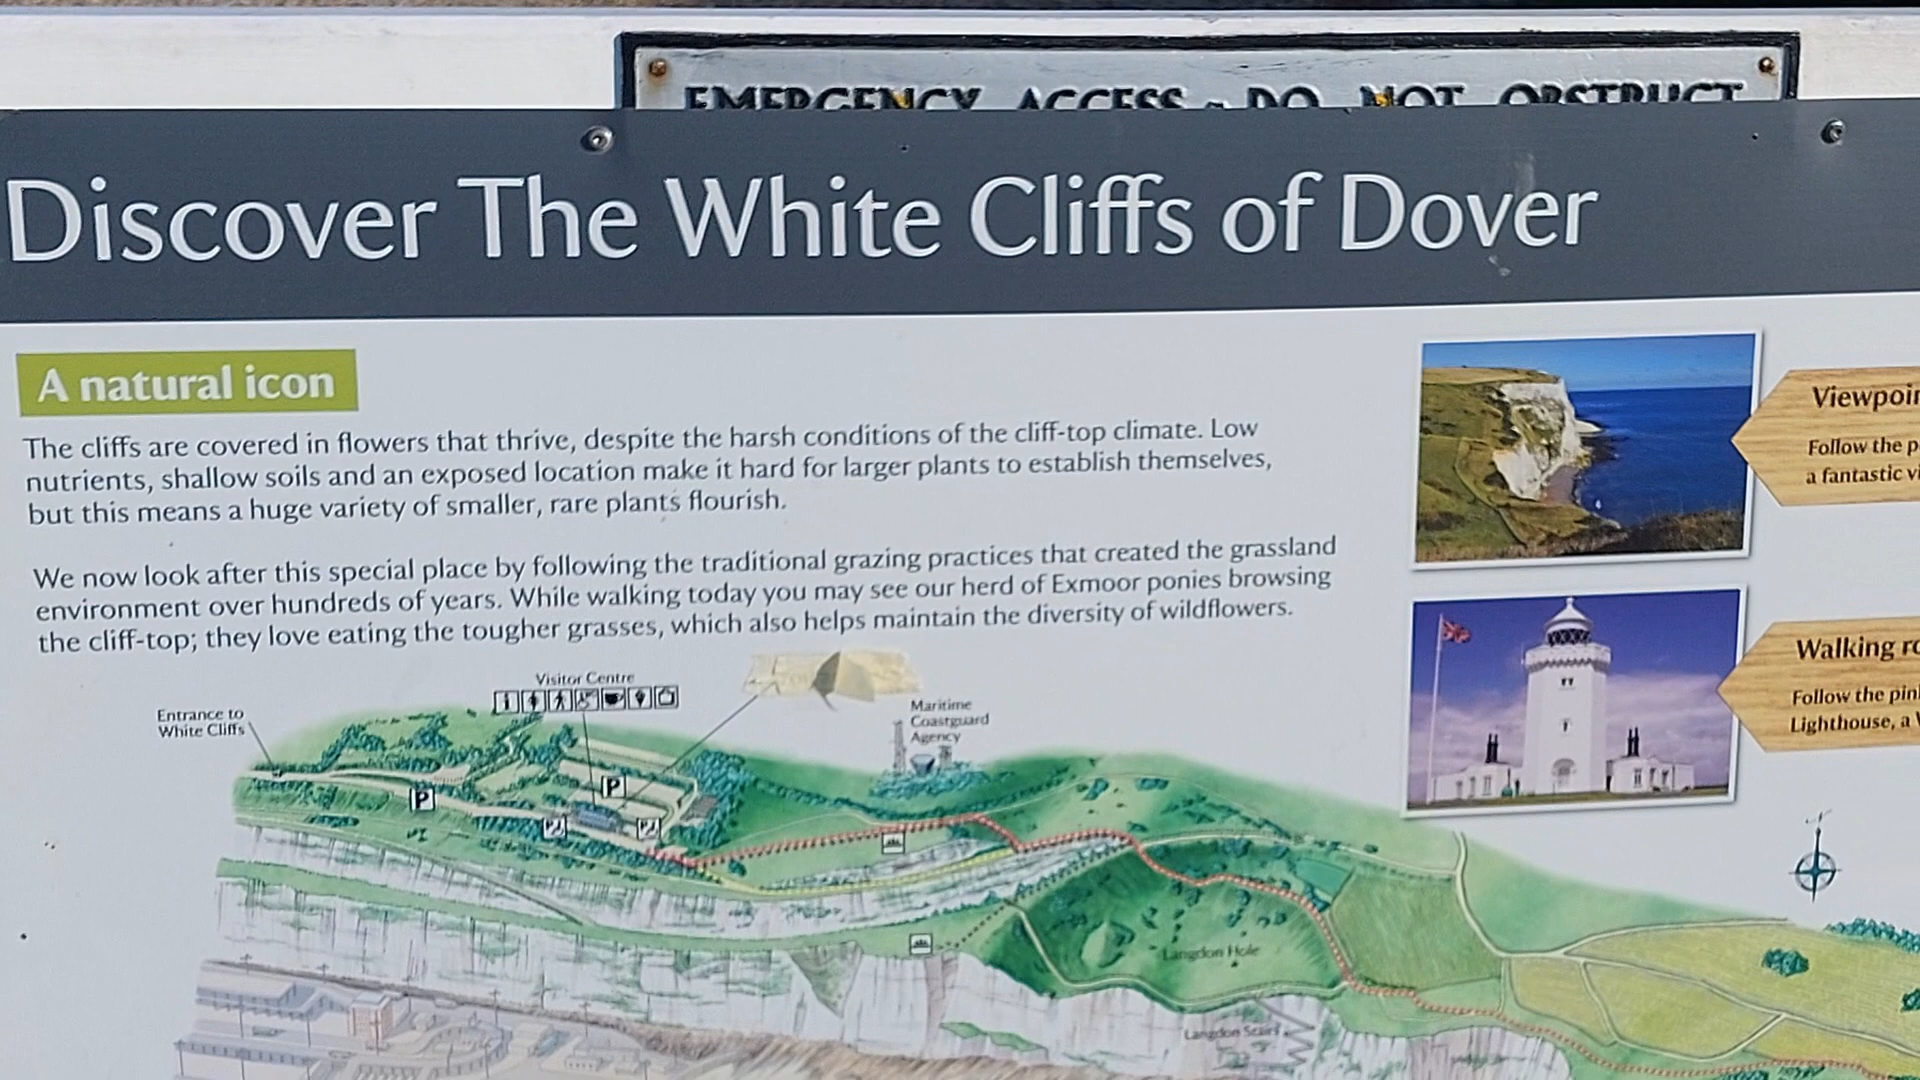 EMERGENCY ACCESS - DO NOT OBSTRUCT
Discover The White Cliffs of Dover
A natural icon
The cliffs are covered in flowers that thrive, despite the harsh conditions of the cliff-top climate. Low
nutrients, shallow soils and an exposed location make it hard for larger plants to establish themselves,
but this means a huge variety of smaller, rare plants flourish.
We now look after this special place by following the traditional grazing practices that created the grassland
environment over hundreds of years. While walking today you may see our herd of Exmoor ponies browsing
the cliff-top; they love eating the tougher grasses, which also helps maintain the diversity of wildflowers.
Viewpoin
Follow the p
a fantastic vi
Walking ro
Follow the pin
Lighthouse, a
Visitor Centre
Entrance to
White Cliffs
Maritime
Coastguard
Agency
P
P
Langdon Hole
Langdon Stairs